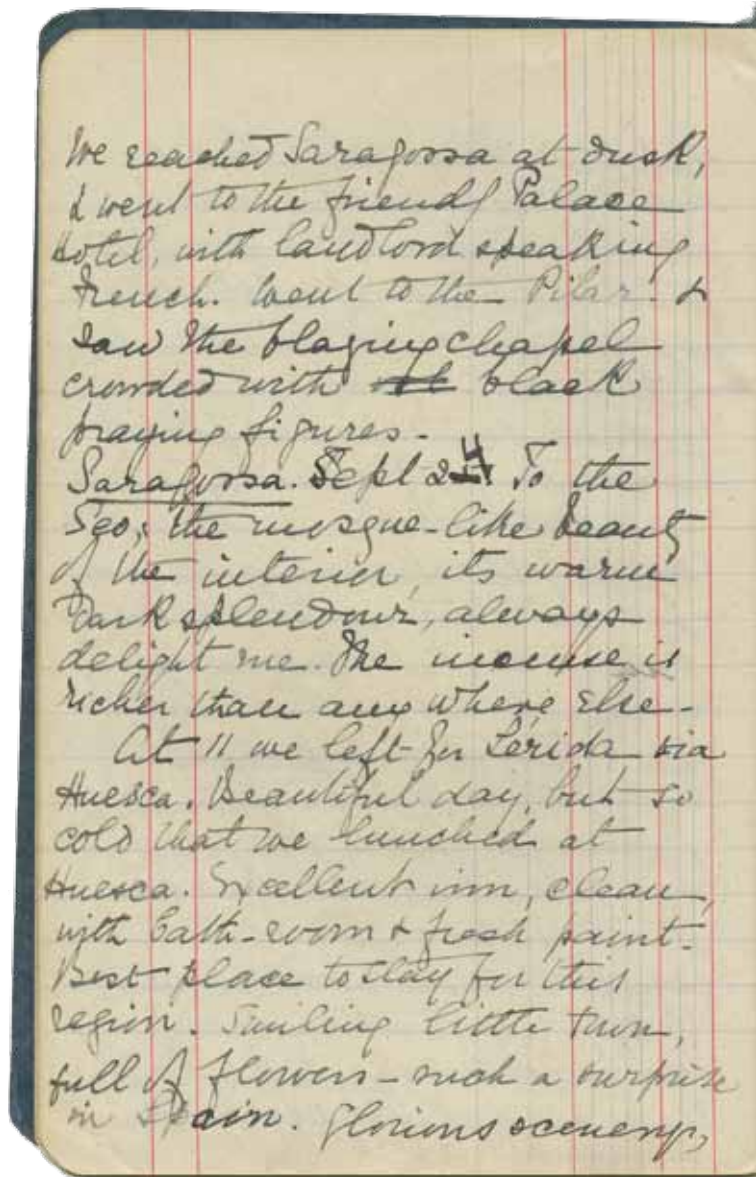 We reached Saragossa at dusk,
& went to the friendly Palace
Hotel, with landlord speaking
French. Went to the Pilar &
saw the blazing chapel
crowded with black
praying figures.
Saragossa. Sept 24 To the
Seo; the mosque-like beauty
of the interior, its warm
dark splendour, always
delight me. The incense is
richer than anywhere else -
At 11 we left for Lerida via
Huesca. Beautiful day, but so
cold that we lunched at
Huesca. Excellent inn, clean,
with bath-room & fresh paint.
Best place to stay for this
region. Smiling little town,
full of flowers - such a surprise
in Spain. Glorious scenery,